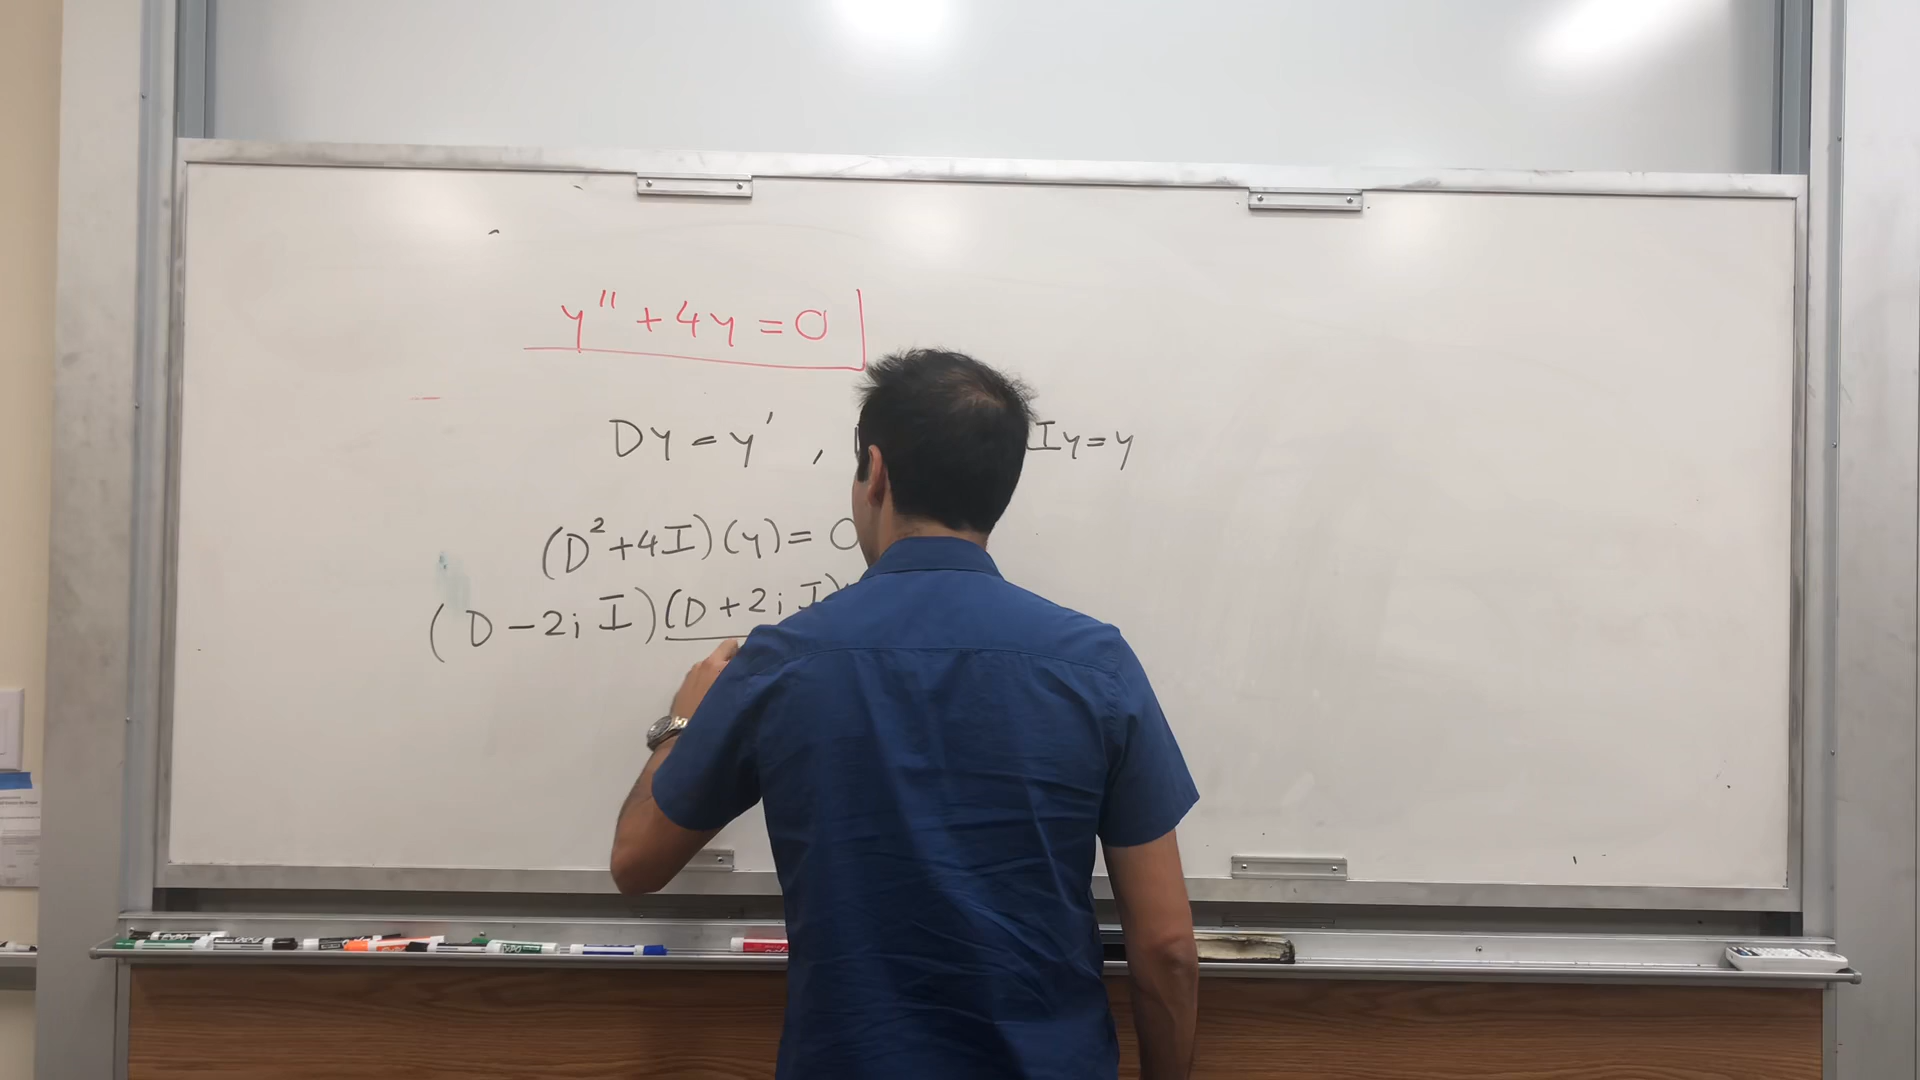 y'' + 4y = 0
Dy = y' , Iy = y
(D² + 4I)(y) = 0
(D - 2i I)(D + 2i I)